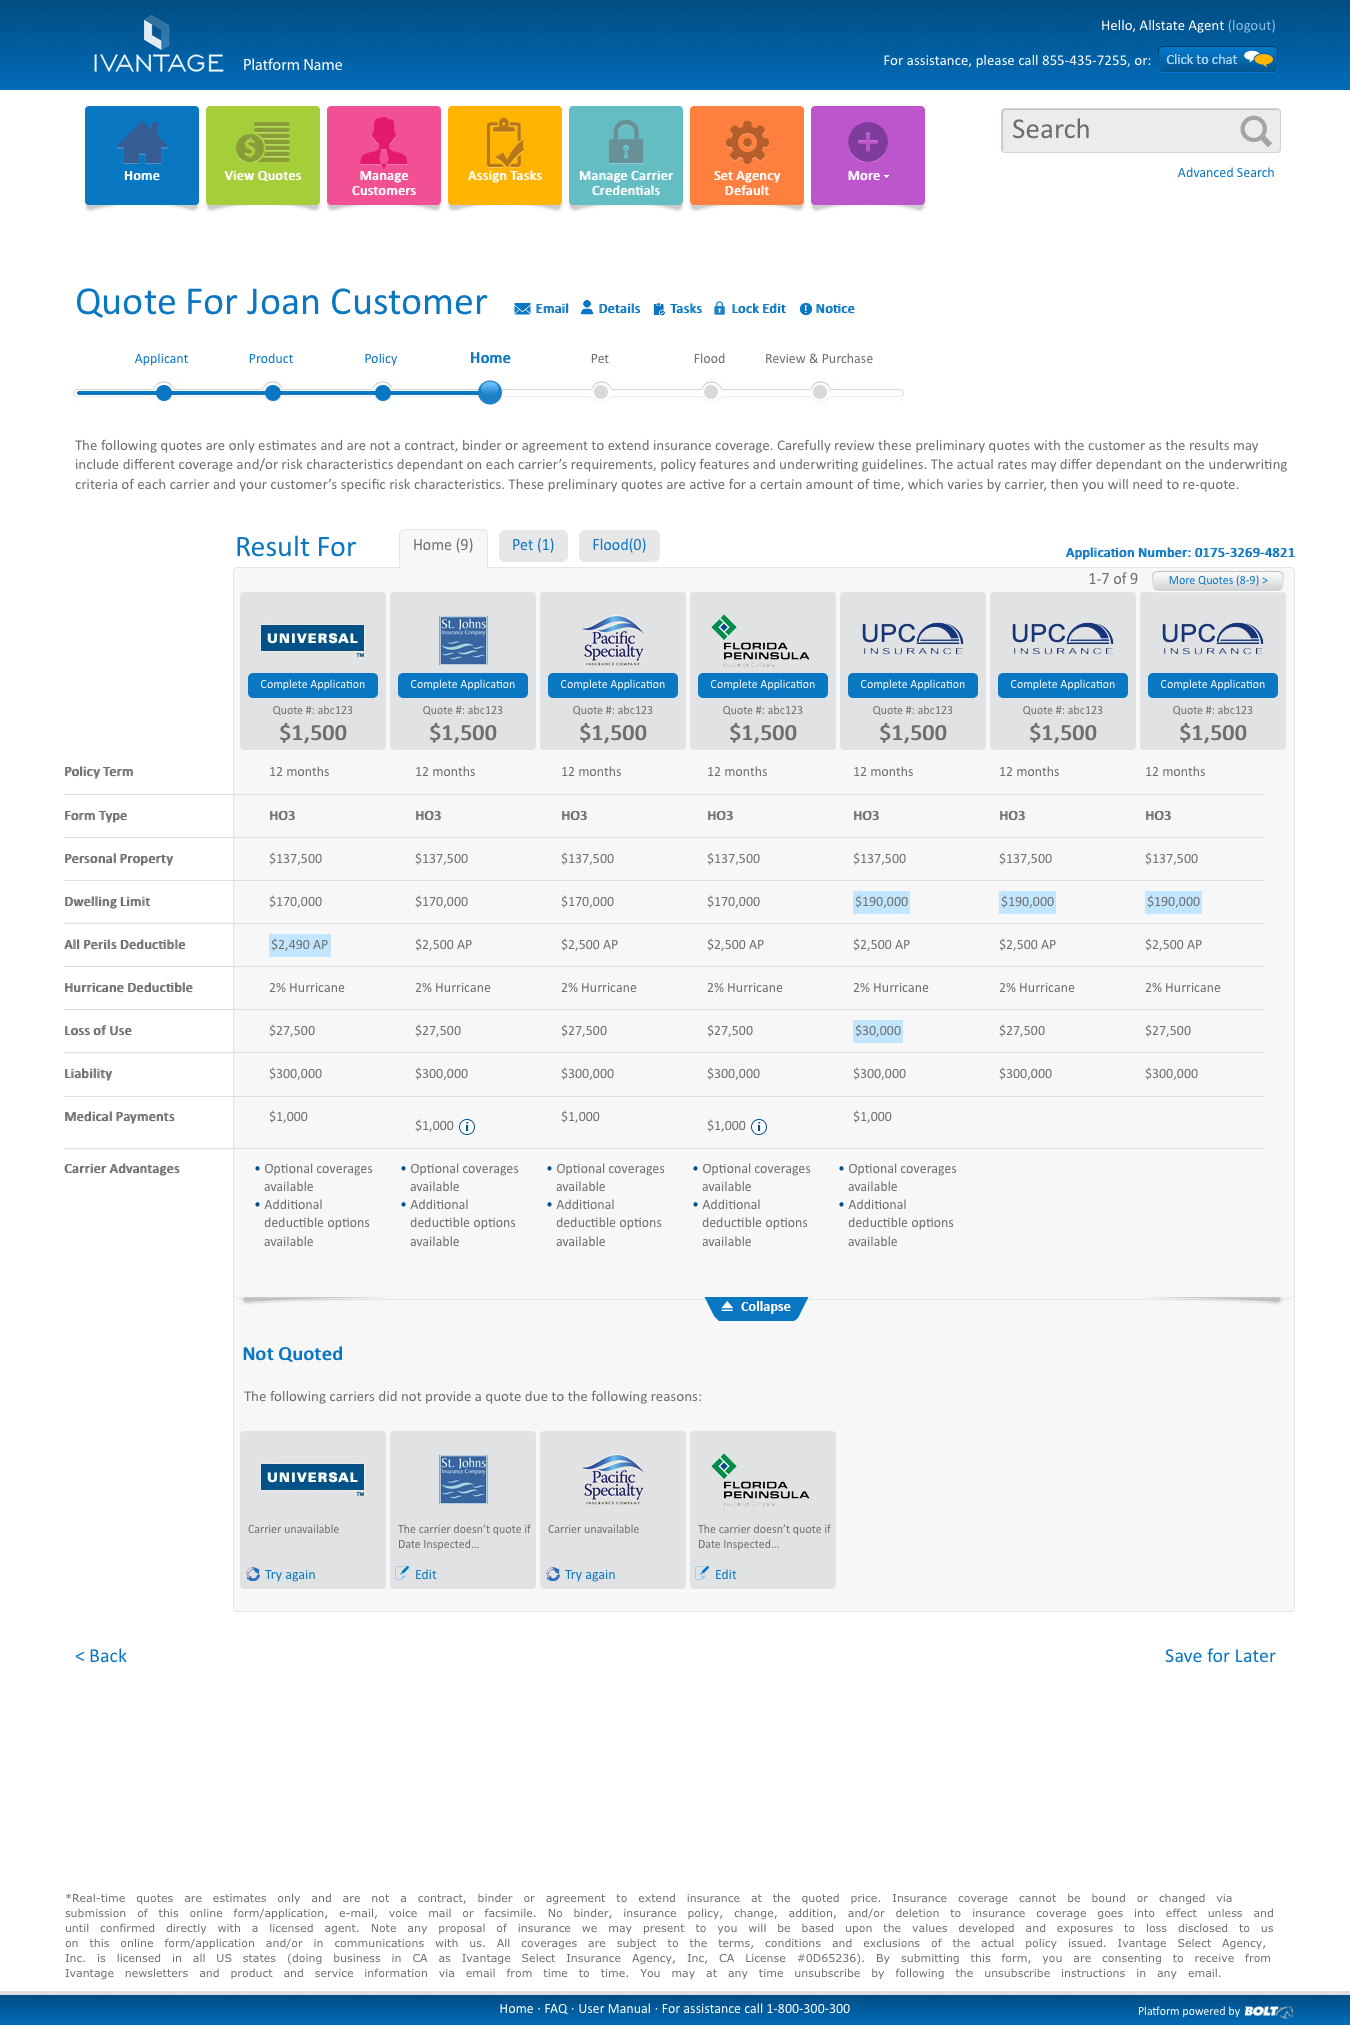 IVANTAGE Platform Name
Hello, Allstate Agent (logout)
For assistance, please call 855-435-7255, or: Click to chat
Home
View Quotes
Manage Customers
Assign Tasks
Manage Carrier Credentials
Set Agency Default
More
Search
Advanced Search
Quote For Joan Customer
Email Details Tasks Lock Edit Notice
Applicant Product Policy Home Pet Flood Review & Purchase
The following quotes are only estimates and are not a contract, binder or agreement to extend insurance coverage. Carefully review these preliminary quotes with the customer as the results may
include different coverage and/or risk characteristics dependant on each carrier's requirements, policy features and underwriting guidelines. The actual rates may differ dependant on the underwriting
criteria of each carrier and your customer's specific risk characteristics. These preliminary quotes are active for a certain amount of time, which varies by carrier, then you will need to re-quote.
Result For Home (9) Pet (1) Flood(0)
Application Number: 0175-3269-4821
1-7 of 9 More Quotes (8-9) >
UNIVERSAL™ St. Johns Insurance Company Pacific Specialty INSURANCE COMPANY FLORIDA PENINSULA UPC INSURANCE UPC INSURANCE UPC INSURANCE
Complete Application Complete Application Complete Application Complete Application Complete Application Complete Application Complete Application
Quote #: abc123 Quote #: abc123 Quote #: abc123 Quote #: abc123 Quote #: abc123 Quote #: abc123 Quote #: abc123
$1,500 $1,500 $1,500 $1,500 $1,500 $1,500 $1,500
Policy Term 12 months 12 months 12 months 12 months 12 months 12 months 12 months
Form Type HO3 HO3 HO3 HO3 HO3 HO3 HO3
Personal Property $137,500 $137,500 $137,500 $137,500 $137,500 $137,500 $137,500
Dwelling Limit $170,000 $170,000 $170,000 $170,000 $190,000 $190,000 $190,000
All Perils Deductible $2,490 AP $2,500 AP $2,500 AP $2,500 AP $2,500 AP $2,500 AP $2,500 AP
Hurricane Deductible 2% Hurricane 2% Hurricane 2% Hurricane 2% Hurricane 2% Hurricane 2% Hurricane 2% Hurricane
Loss of Use $27,500 $27,500 $27,500 $27,500 $30,000 $27,500 $27,500
Liability $300,000 $300,000 $300,000 $300,000 $300,000 $300,000 $300,000
Medical Payments $1,000 $1,000 i $1,000 $1,000 i $1,000
Carrier Advantages • Optional coverages • Optional coverages • Optional coverages • Optional coverages • Optional coverages
available available available available available
• Additional • Additional • Additional • Additional • Additional
deductible options deductible options deductible options deductible options deductible options
available available available available available
Collapse
Not Quoted
The following carriers did not provide a quote due to the following reasons:
UNIVERSAL™ St. Johns Insurance Company Pacific Specialty INSURANCE COMPANY FLORIDA PENINSULA
Carrier unavailable
The carrier doesn't quote if
Date Inspected...
Carrier unavailable
The carrier doesn't quote if
Date Inspected...
Try again Edit Try again Edit
< Back Save for Later
*Real-time quotes are estimates only and are not a contract, binder or agreement to extend insurance at the quoted price. Insurance coverage cannot be bound or changed via
submission of this online form/application, e-mail, voice mail or facsimile. No binder, insurance policy, change, addition, and/or deletion to insurance coverage goes into effect unless and
until confirmed directly with a licensed agent. Note any proposal of insurance we may present to you will be based upon the values developed and exposures to loss disclosed to us
on this online form/application and/or in communications with us. All coverages are subject to the terms, conditions and exclusions of the actual policy issued. Ivantage Select Agency,
Inc. is licensed in all US states (doing business in CA as Ivantage Select Insurance Agency, Inc, CA License #0D65236). By submitting this form, you are consenting to receive from
Ivantage newsletters and product and service information via email from time to time. You may at any time unsubscribe by following the unsubscribe instructions in any email.
Home · FAQ · User Manual · For assistance call 1-800-300-300
Platform powered by BOLT